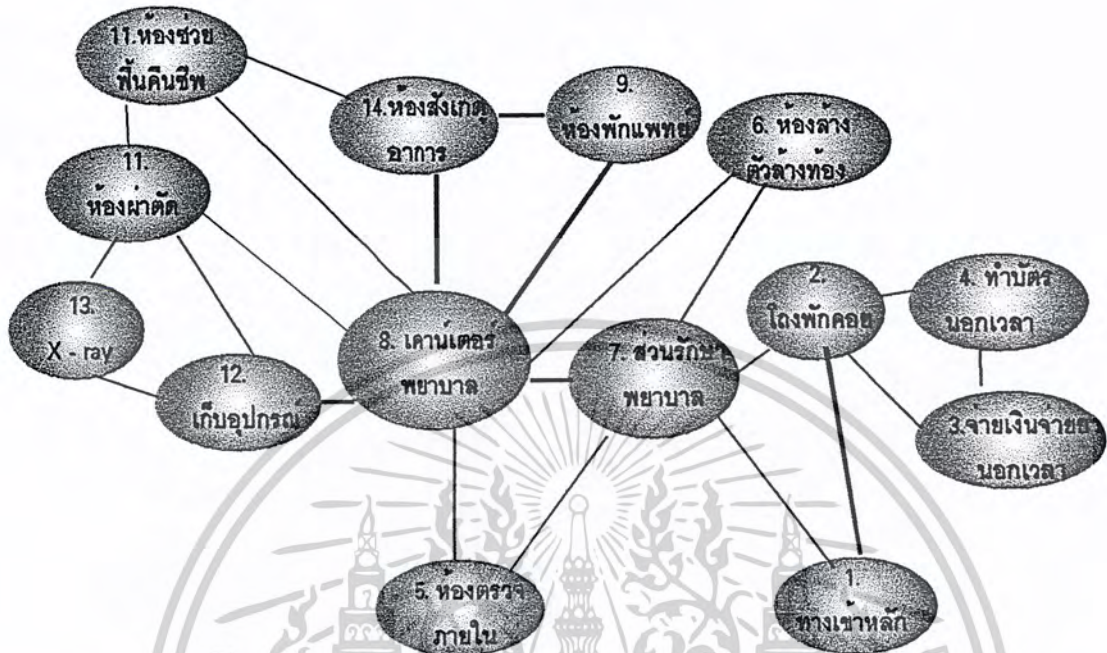 11.ห้องช่วย
ฟื้นคืนชีพ
14.ห้องสังเกต
อาการ
9.
ห้องพักแพทย์
6. ห้องล้าง
ตัวล้างท้อง
11.
ห้องผ่าตัด
2.
โถงพักคอย
4. ทำบัตร
นอกเวลา
13.
X - ray
8. เคาน์เตอร์
พยาบาล
7. ส่วนรักษา
พยาบาล
12.
เก็บอุปกรณ์
3.จ่ายเงินจ่ายยา
นอกเวลา
5. ห้องตรวจ
ภายใน
1.
ทางเข้าหลัก